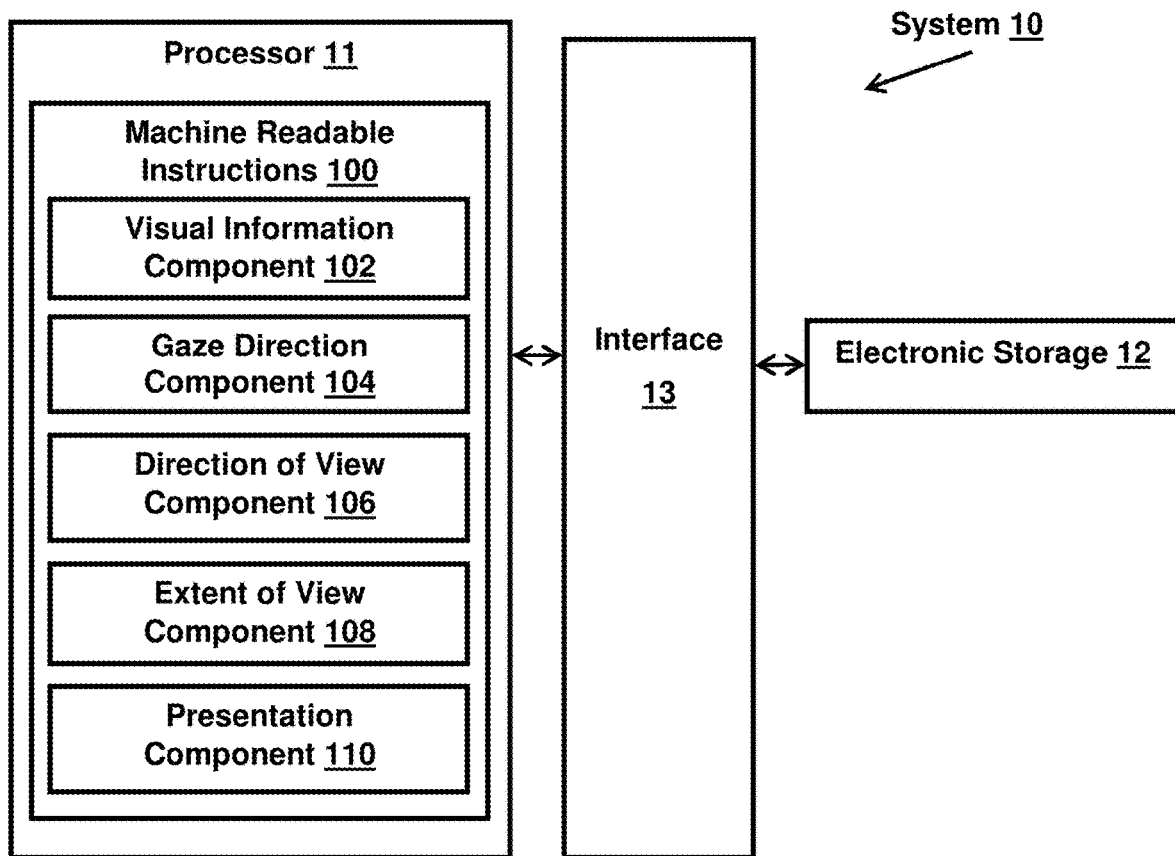 System 10
Processor 11
Machine Readable
Instructions 100
Visual Information
Component 102
Gaze Direction
Component 104
Direction of View
Component 106
Extent of View
Component 108
Presentation
Component 110
Interface
13
Electronic Storage 12